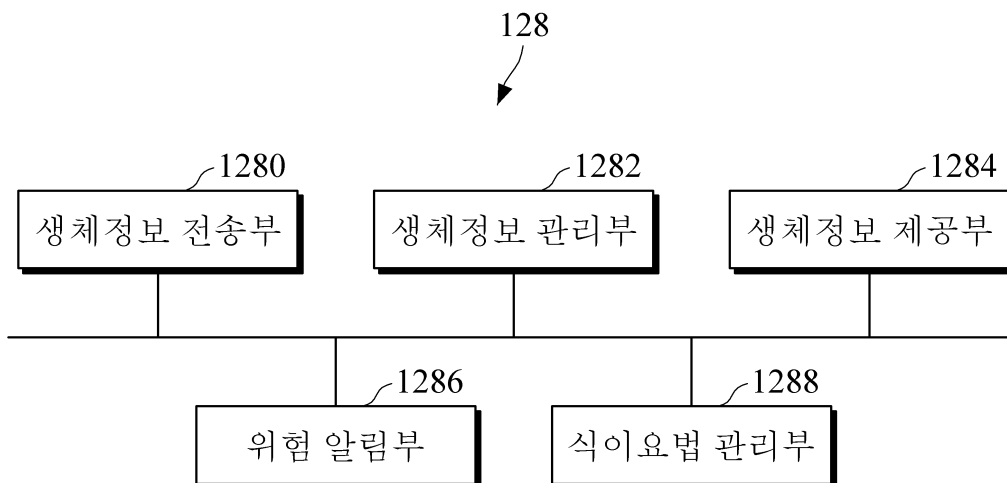 128
1280
생체정보 전송부
1282
생체정보 관리부
1284
생체정보 제공부
1286
위험 알림부
1288
식이요법 관리부